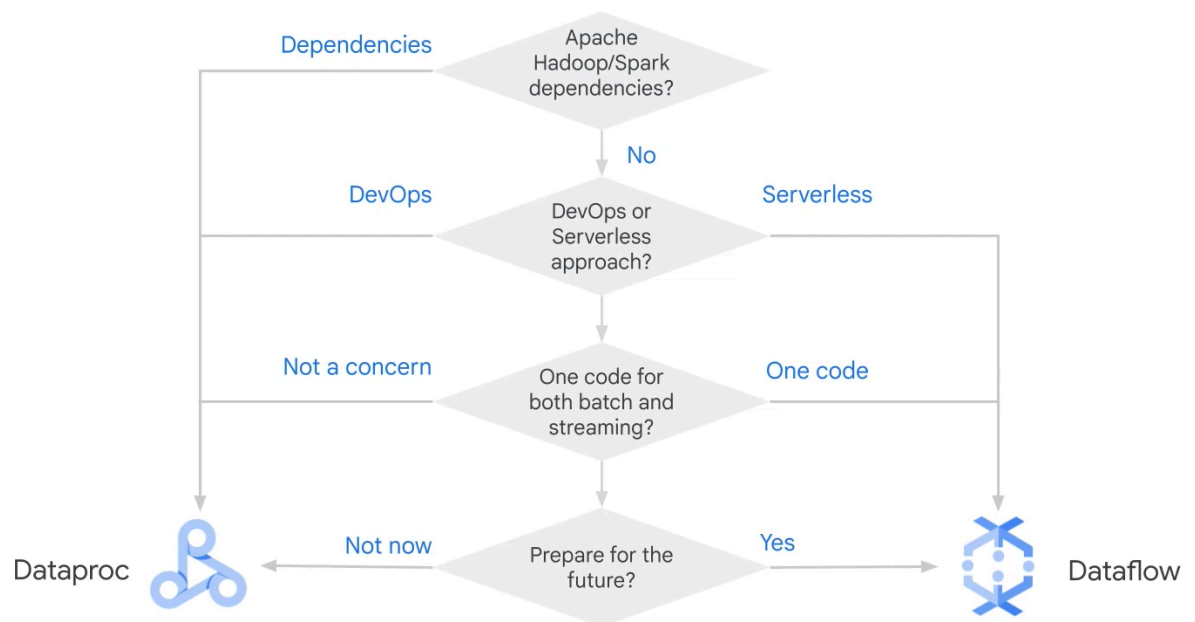 Dependencies
Apache
Hadoop/Spark
dependencies?
No
DevOps
DevOps or
Serverless
approach?
Serverless
Not a concern
One code for
both batch and
streaming?
One code
Dataproc
Not now
Prepare for the
future?
Yes
Dataflow